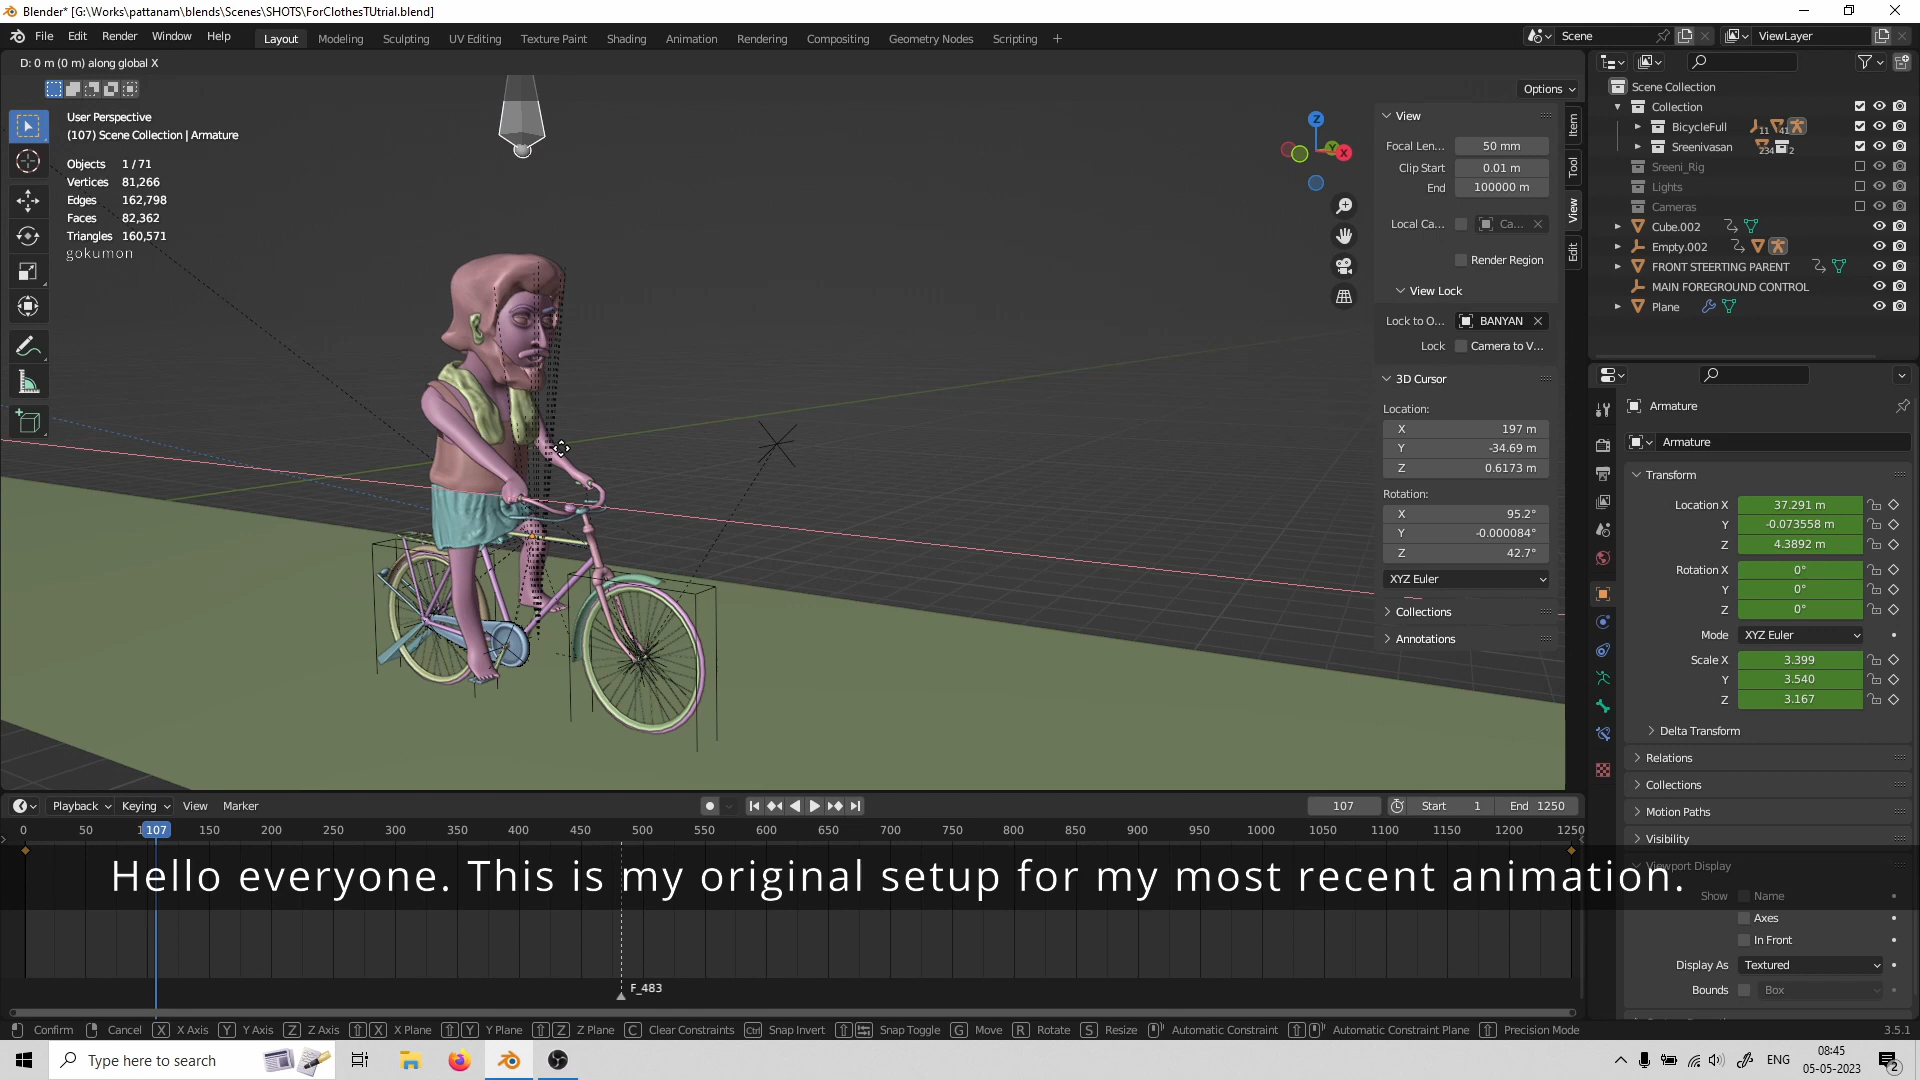 Blender* [G:\Works\pattanam\blends\Scenes\SHOTS\ForClothesTUtrial.blend]
File Edit Render Window Help Layout Modeling Sculpting UV Editing Texture Paint Shading Animation Rendering Compositing Geometry Nodes Scripting + Scene ViewLayer
D: 0 m (0 m) along global X
Options
User Perspective
(107) Scene Collection | Armature
Objects 1 / 71
Vertices 81,266
Edges 162,798
Faces 82,362
Triangles 160,571
gokumon
Z Y X
View
Focal Len... 50 mm
Clip Start 0.01 m
End 100000 m
Local Ca... Ca...
Render Region
View Lock
Lock to O... BANYAN
Lock Camera to V...
3D Cursor
Location:
X 197 m
Y -34.69 m
Z 0.6173 m
Rotation:
X 95.2°
Y -0.000084°
Z 42.7°
XYZ Euler
Collections
Annotations
Item
Tool
View
Edit
Scene Collection
Collection
BicycleFull 11 41
Sreenivasan 234 2
Sreeni_Rig
Lights
Cameras
Cube.002
Empty.002
FRONT STEERTING PARENT
MAIN FOREGROUND CONTROL
Plane
Armature
Armature
Transform
Location X 37.291 m
Y -0.073558 m
Z 4.3892 m
Rotation X 0°
Y 0°
Z 0°
Mode XYZ Euler
Scale X 3.399
Y 3.540
Z 3.167
Delta Transform
Relations
Collections
Motion Paths
Visibility
Viewport Display
Show Name
Axes
In Front
Display As Textured
Bounds Box
Playback Keying View Marker 107 Start 1 End 1250
0 50 1 107 150 200 250 300 350 400 450 500 550 600 650 700 750 800 850 900 950 1000 1050 1100 1150 1200 1250
Hello everyone. This is my original setup for my most recent animation.
F_483
Confirm Cancel X X Axis Y Y Axis Z Z Axis X X Plane Y Y Plane Z Z Plane C Clear Constraints Ctrl Snap Invert Snap Toggle G Move R Rotate S Resize Automatic Constraint Automatic Constraint Plane Precision Mode 3.5.1
Type here to search ENG 08:45
05-05-2023 2